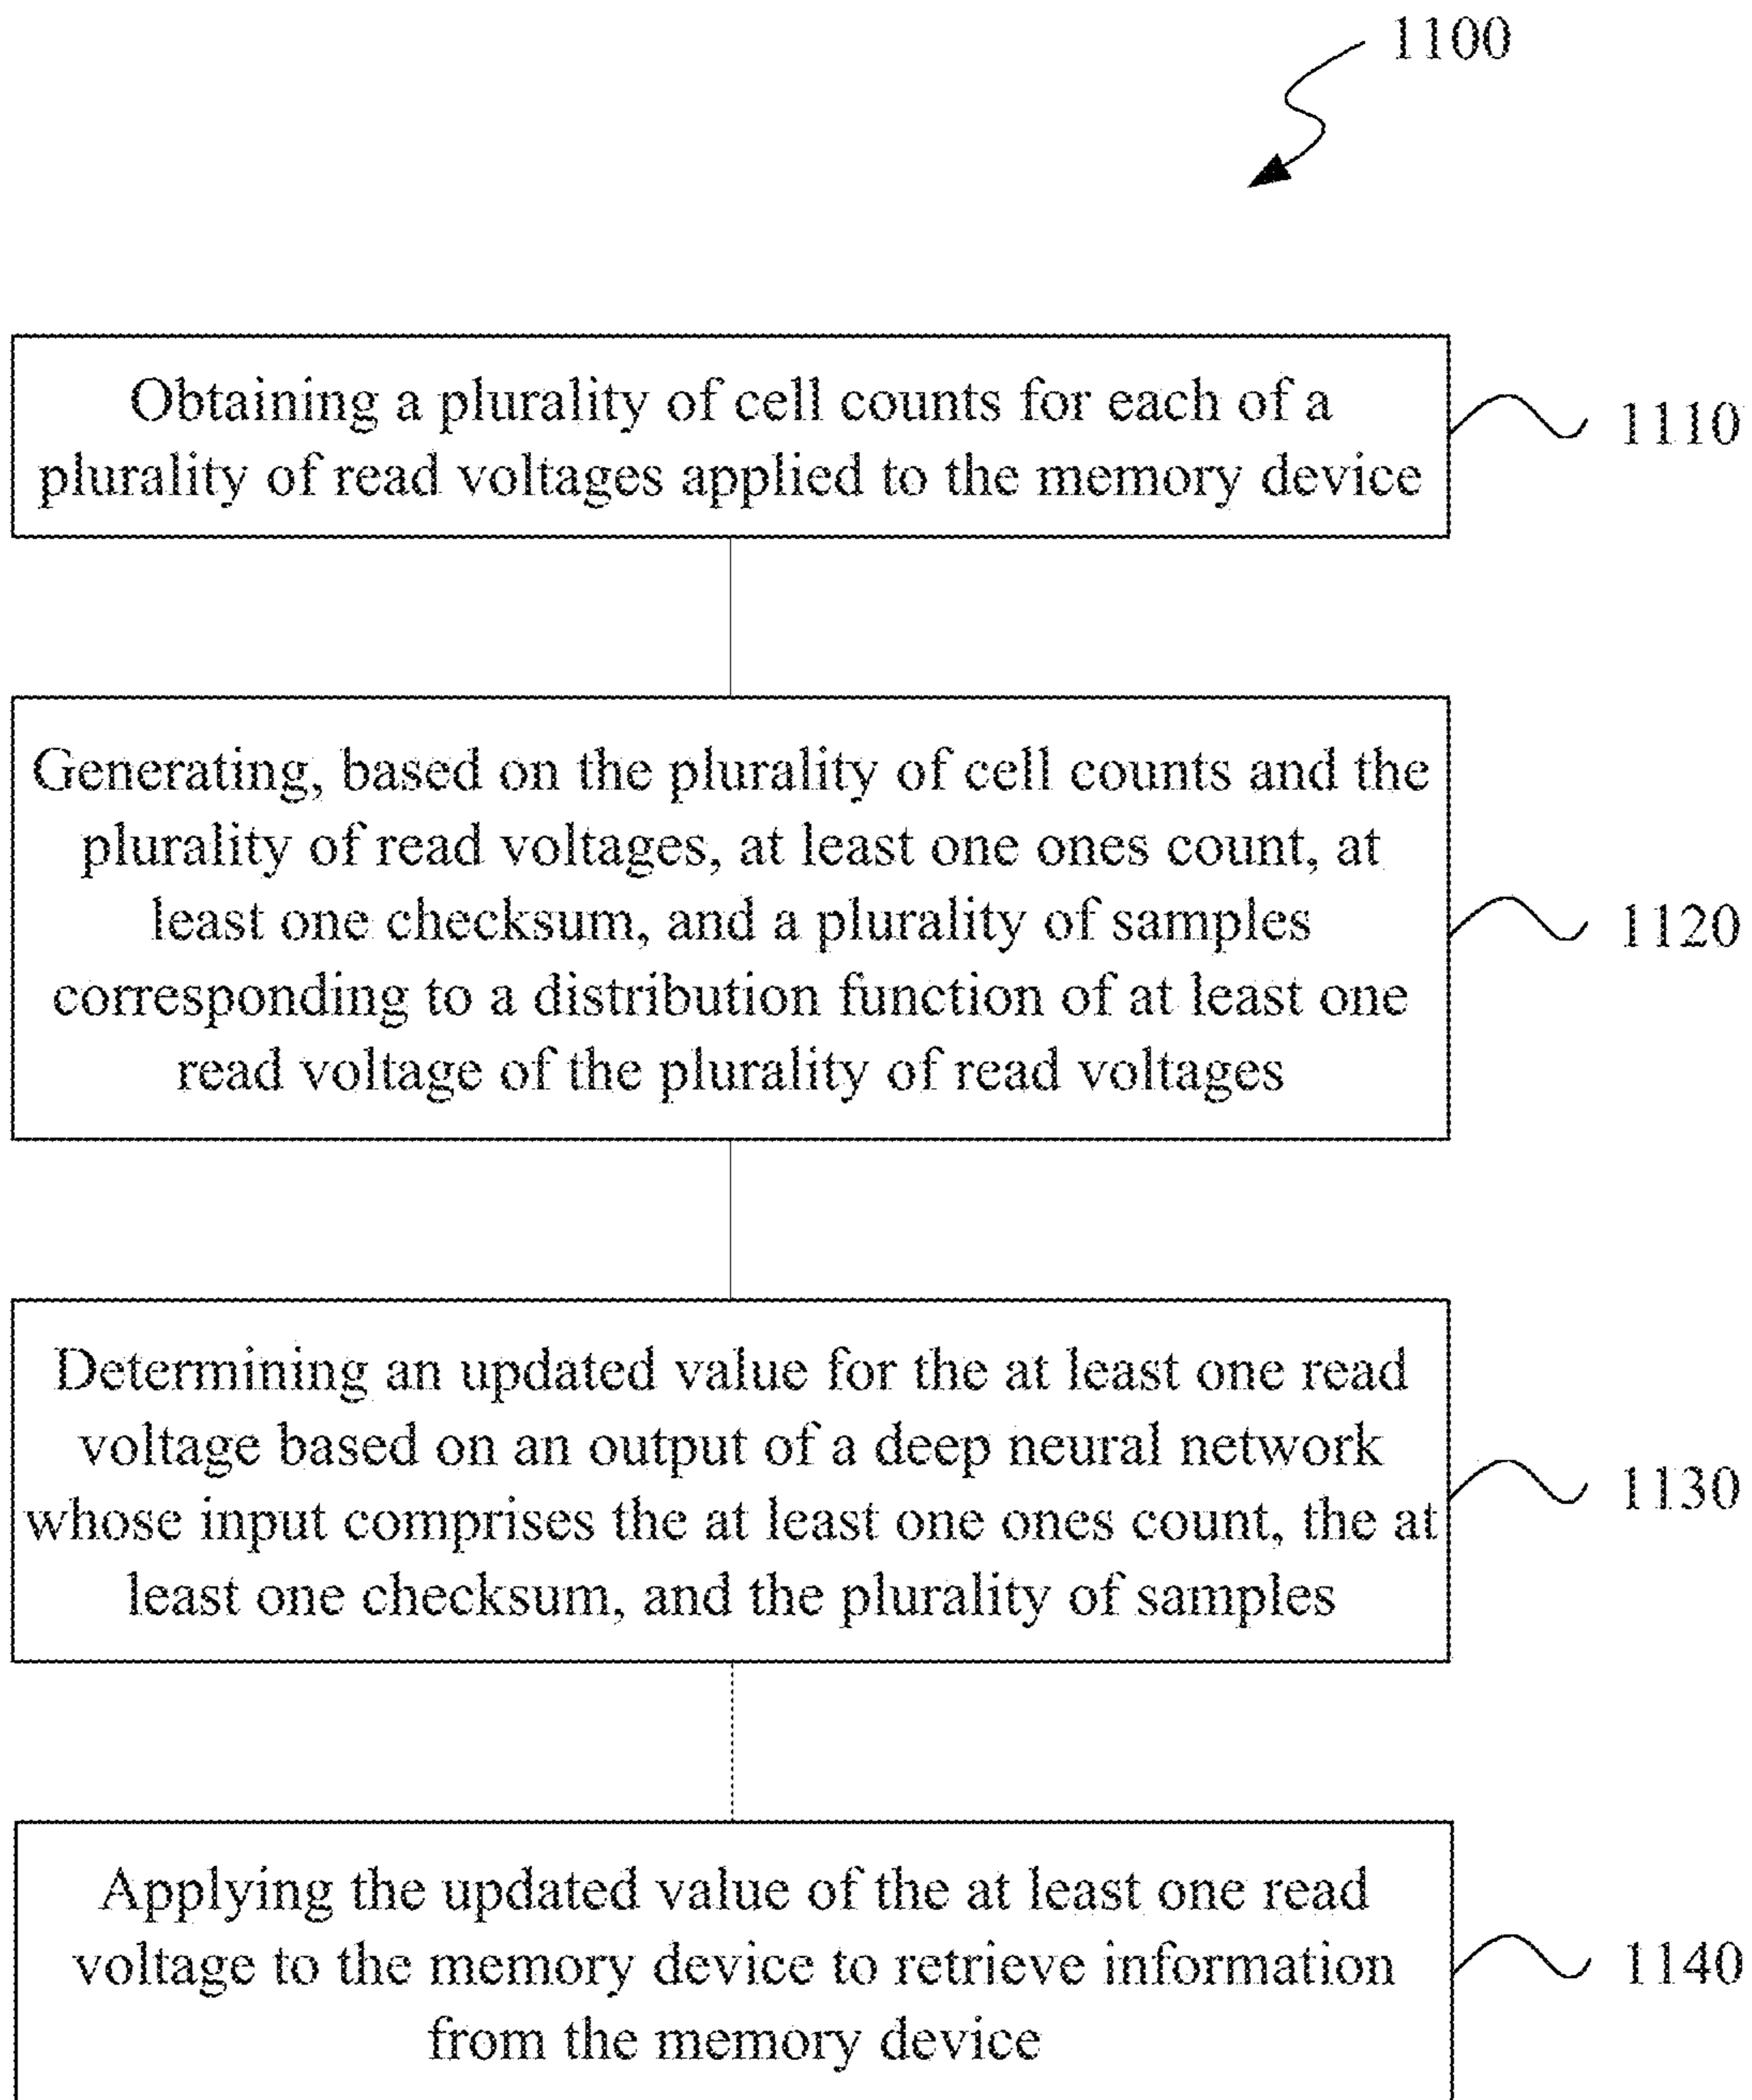 1100
Obtaining a plurality of cell counts for each of a
plurality of read voltages applied to the memory device
1110
Generating, based on the plurality of cell counts and the
plurality of read voltages, at least one ones count, at
least one checksum, and a plurality of samples
corresponding to a distribution function of at least one
read voltage of the plurality of read voltages
1120
Determining an updated value for the at least one read
voltage based on an output of a deep neural network
whose input comprises the at least one ones count, the at
least one checksum, and the plurality of samples
1130
Applying the updated value of the at least one read
voltage to the memory device to retrieve information
from the memory device
1140